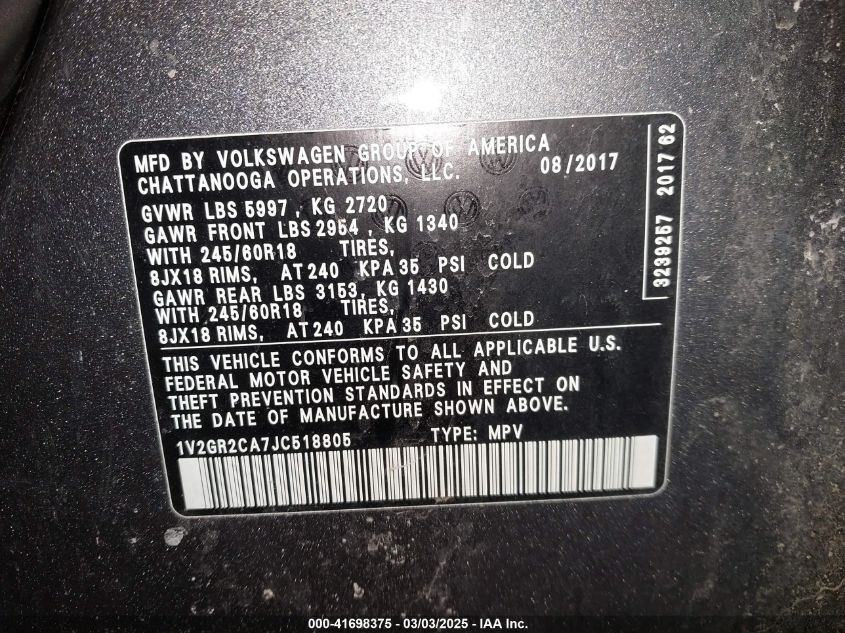 MFD BY VOLKSWAGEN GROUP OF AMERICA
CHATTANOOGA OPERATIONS, LLC. 08/2017
GVWR LBS 5997, KG 2720
GAWR FRONT LBS 2954, KG 1340
WITH 245/60R18 TIRES,
8JX18 RIMS, AT 240 KPA 35 PSI COLD
GAWR REAR LBS 3153, KG 1430
WITH 245/60R18 TIRES,
8JX18 RIMS, AT 240 KPA 35 PSI COLD
THIS VEHICLE CONFORMS TO ALL APPLICABLE U.S.
FEDERAL MOTOR VEHICLE SAFETY AND
THEFT PREVENTION STANDARDS IN EFFECT ON
THE DATE OF MANUFACTURE SHOWN ABOVE.
1V2GR2CA7JC518805 TYPE: MPV
3239257 2017 62
000-41698375 - 03/03/2025 - IAA Inc.